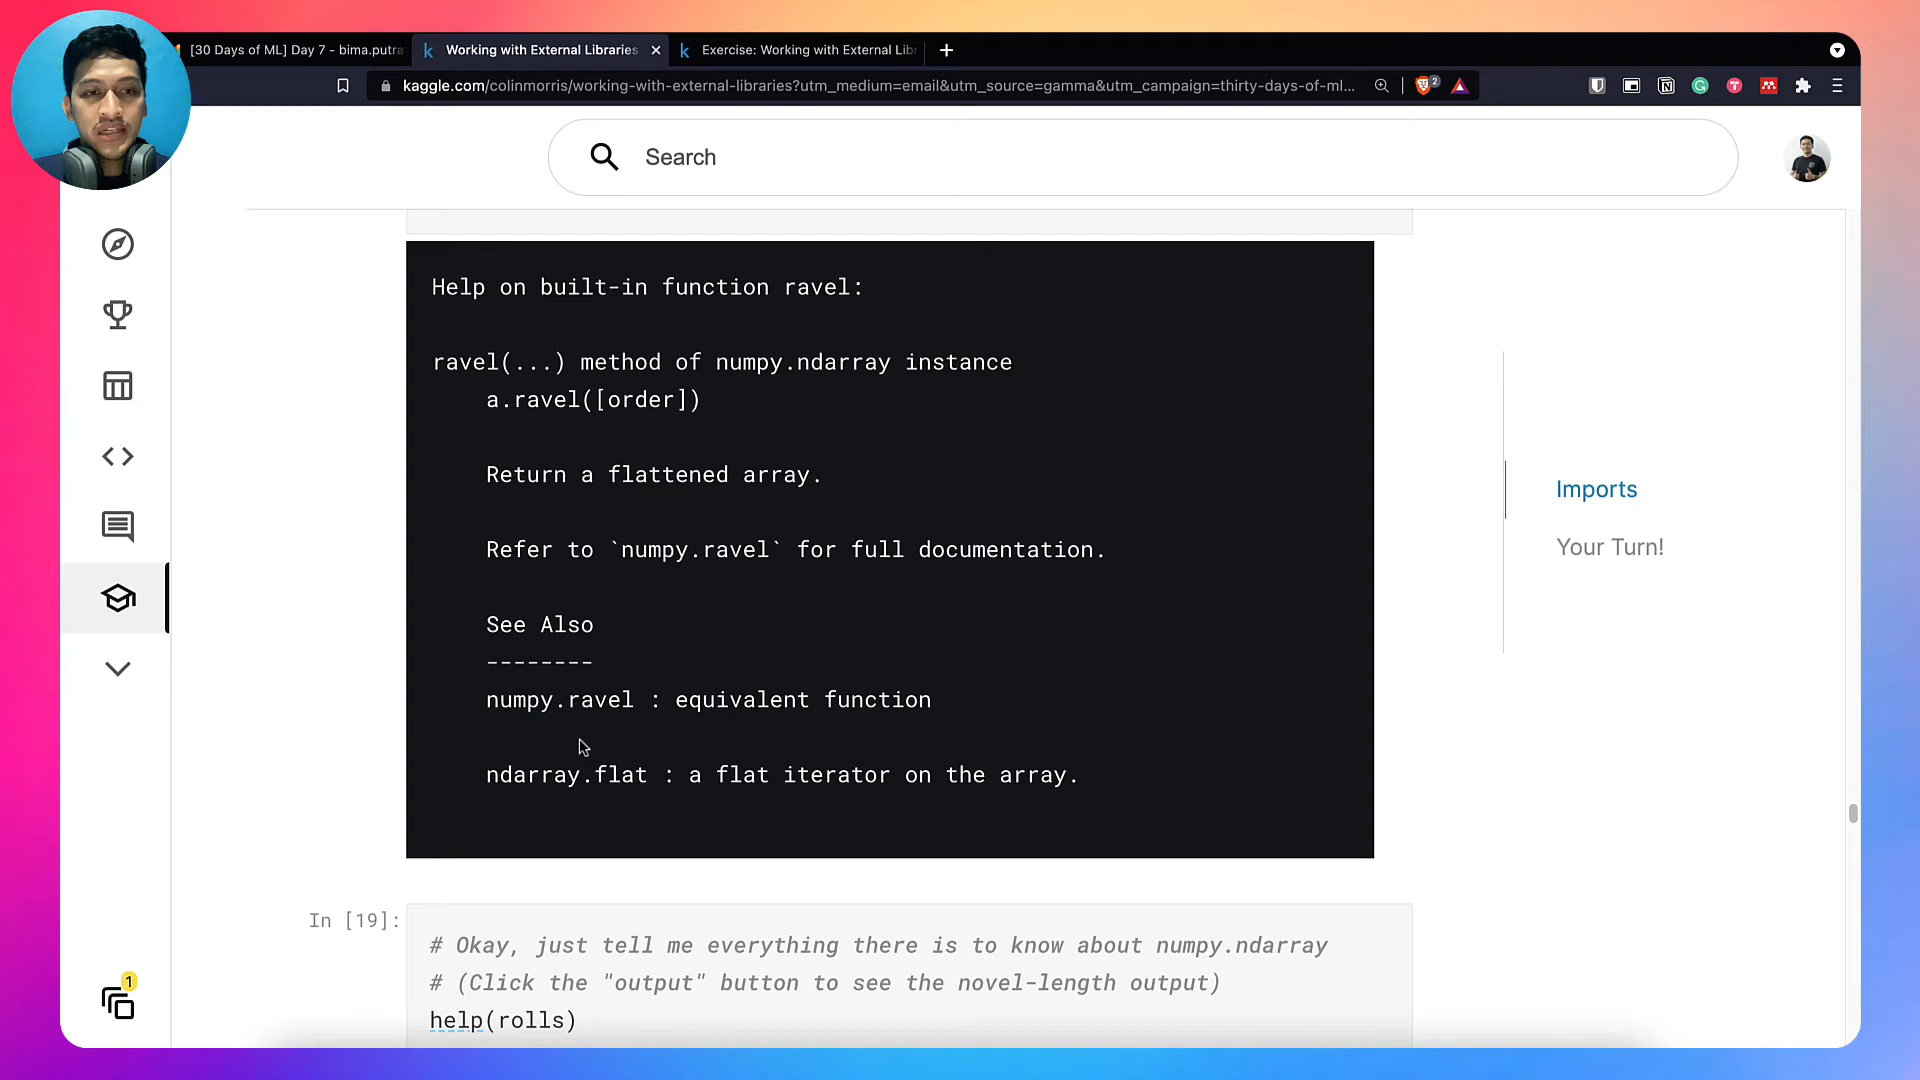 [30 Days of ML] Day 7 - bima.putra
Working with External Libraries
Exercise: Working with External Lib
kaggle.com/colinmorris/working-with-external-libraries?utm_medium=email&utm_source=gamma&utm_campaign=thirty-days-of-ml...
2
Search
Help on built-in function ravel:
ravel(...) method of numpy.ndarray instance
a.ravel([order])
Return a flattened array.
Refer to `numpy.ravel` for full documentation.
See Also
--------
numpy.ravel : equivalent function
ndarray.flat : a flat iterator on the array.
Imports
Your Turn!
1
In [19]:
# Okay, just tell me everything there is to know about numpy.ndarray
# (Click the "output" button to see the novel-length output)
help(rolls)